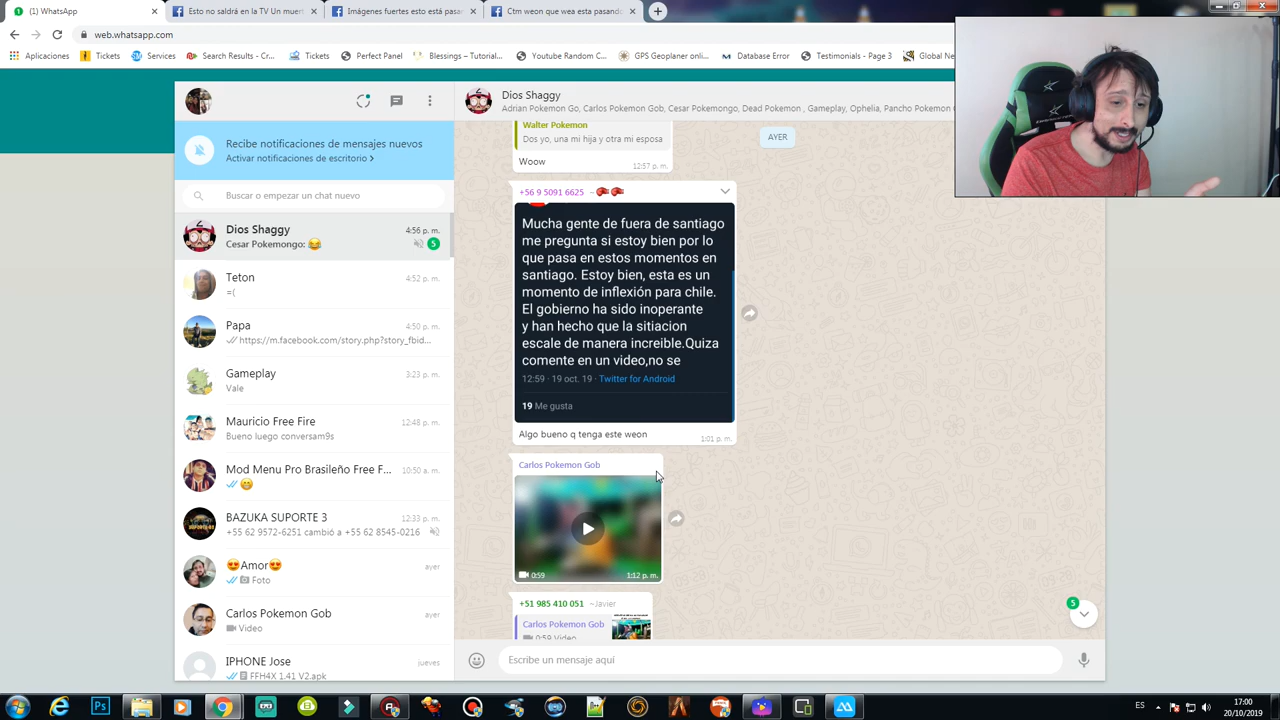 (1) WhatsApp
Esto no saldrá en la TV Un muert
Imágenes fuertes esto está pasan
Ctm weon que wea esta pasando
web.whatsapp.com
Aplicaciones
Tickets
Services
Search Results - Cr...
Tickets
Perfect Panel
Blessings – Tutorial...
Youtube Random C...
GPS Geoplaner onli...
Database Error
Testimonials - Page 3
Global Ne
Recibe notificaciones de mensajes nuevos
Activar notificaciones de escritorio >
Buscar o empezar un chat nuevo
Dios Shaggy
4:56 p. m.
Cesar Pokemongo: 😂
5
Teton
4:52 p. m.
=(
Papa
4:50 p. m.
https://m.facebook.com/story.php?story_fbid...
Gameplay
3:23 p. m.
Vale
Mauricio Free Fire
12:48 p. m.
Bueno luego conversam9s
Mod Menu Pro Brasileño Free F...
10:50 a. m.
😁
BAZUKA SUPORTE 3
12:33 p. m.
+55 62 9572-6251 cambió a +55 62 8545-0216
😍Amor😍
ayer
Foto
Carlos Pokemon Gob
ayer
Video
IPHONE Jose
jueves
FFH4X 1.41 V2.apk
Dios Shaggy
Adrian Pokemon Go, Carlos Pokemon Gob, Cesar Pokemongo, Dead Pokemon , Gameplay, Ophelia, Pancho Pokemon
AYER
Walter Pokemon
Dos yo, una mi hija y otra mi esposa
Woow
12:57 p. m.
+56 9 5091 6625 ~🥊🥊
Mucha gente de fuera de santiago
me pregunta si estoy bien por lo
que pasa en estos momentos en
santiago. Estoy bien, esta es un
momento de inflexión para chile.
El gobierno ha sido inoperante
y han hecho que la sitiacion
escale de manera increible.Quiza
comente en un video,no se
12:59 · 19 oct. 19 · Twitter for Android
19 Me gusta
Algo bueno q tenga este weon
1:01 p. m.
Carlos Pokemon Gob
0:59
1:12 p. m.
+51 985 410 051 ~Javier
Carlos Pokemon Gob
0:59 Video
5
Escribe un mensaje aquí
ES
17:00
20/10/2019